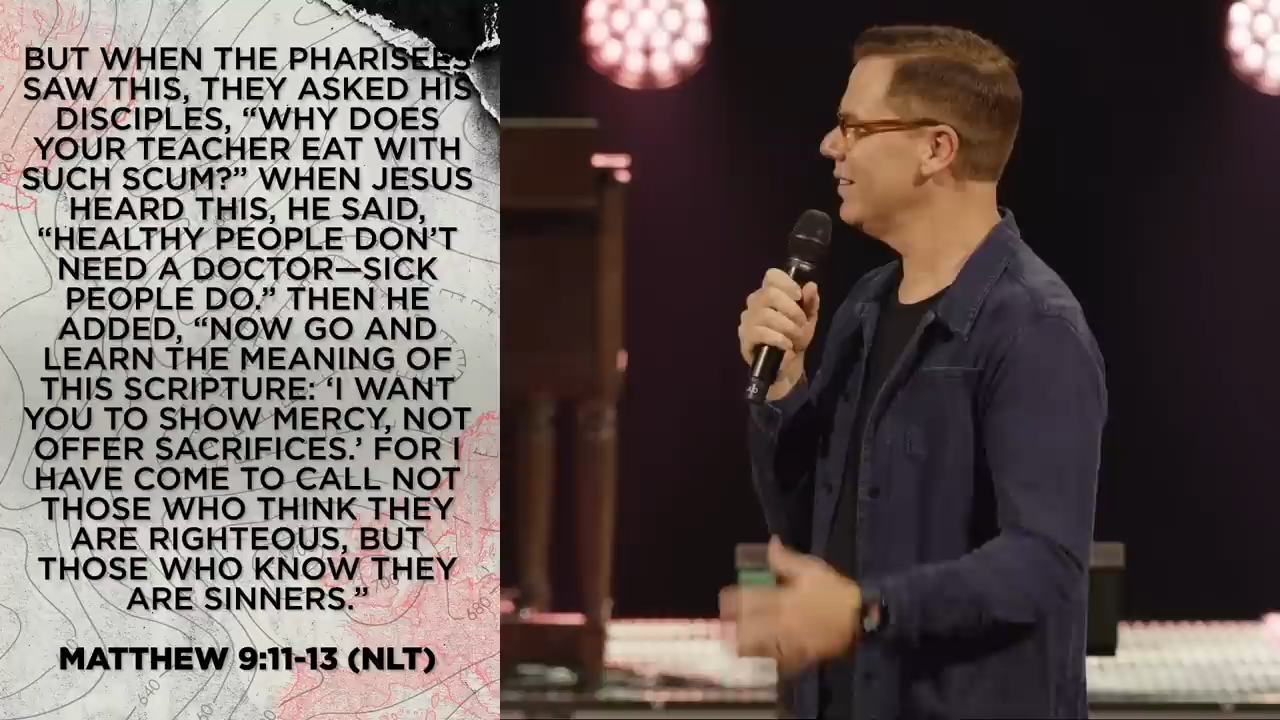 BUT WHEN THE PHARISEES
SAW THIS, THEY ASKED HIS
DISCIPLES, “WHY DOES
YOUR TEACHER EAT WITH
SUCH SCUM?” WHEN JESUS
HEARD THIS, HE SAID,
“HEALTHY PEOPLE DON’T
NEED A DOCTOR—SICK
PEOPLE DO.” THEN HE
ADDED, “NOW GO AND
LEARN THE MEANING OF
THIS SCRIPTURE: ‘I WANT
YOU TO SHOW MERCY, NOT
OFFER SACRIFICES.’ FOR I
HAVE COME TO CALL NOT
THOSE WHO THINK THEY
ARE RIGHTEOUS, BUT
THOSE WHO KNOW THEY
ARE SINNERS.”
MATTHEW 9:11-13 (NLT)
640
680